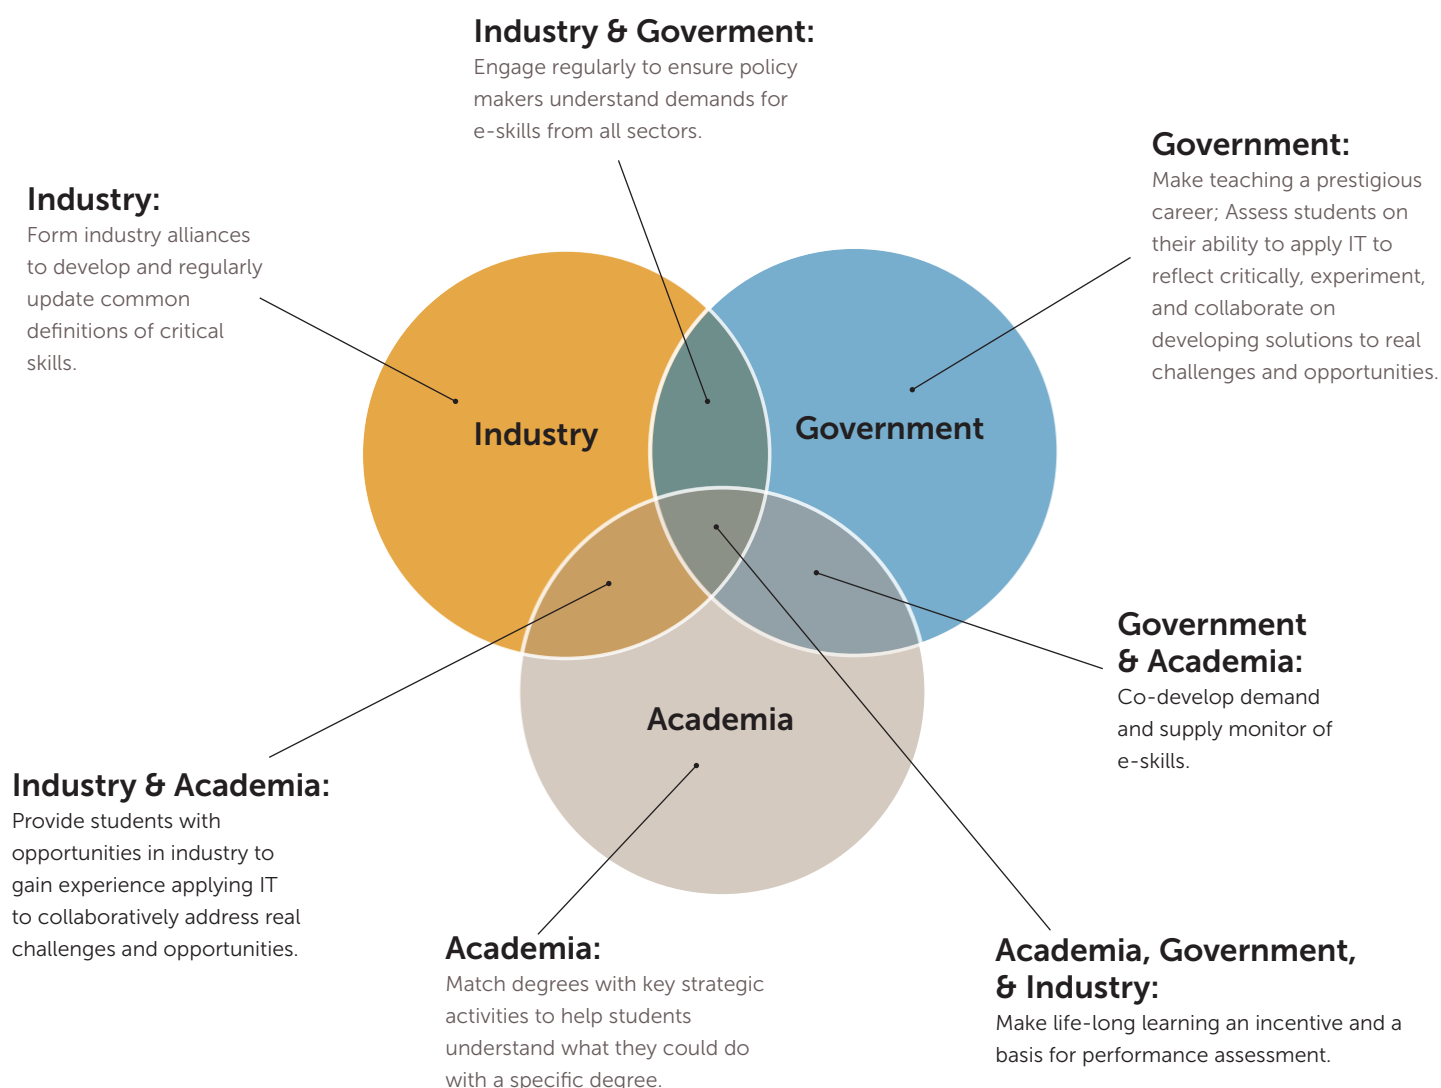 Industry & Goverment:
Engage regularly to ensure policy
makers understand demands for
e-skills from all sectors.
Government:
Make teaching a prestigious
career; Assess students on
their ability to apply IT to
reflect critically, experiment,
and collaborate on
developing solutions to real
challenges and opportunities.
Industry:
Form industry alliances
to develop and regularly
update common
definitions of critical
skills.
Industry
Government
Academia
Government
& Academia:
Co-develop demand
and supply monitor of
e-skills.
Industry & Academia:
Provide students with
opportunities in industry to
gain experience applying IT
to collaboratively address real
challenges and opportunities.
Academia:
Match degrees with key strategic
activities to help students
understand what they could do
with a specific degree.
Academia, Government,
& Industry:
Make life-long learning an incentive and a
basis for performance assessment.